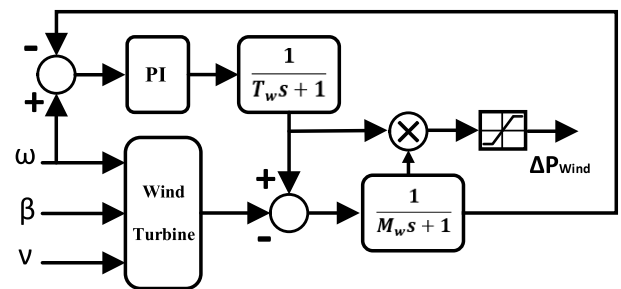 -
+
PI
1
T_w s + 1
ω
β
ν
Wind
Turbine
+
-
1
M_w s + 1
ΔP_Wind